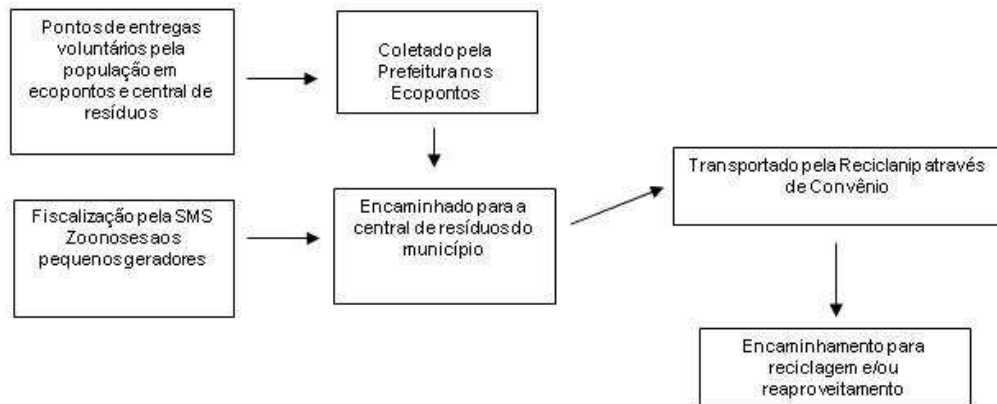 Pontos de entregas
voluntários pela
população em
ecopontos e central de
resíduos
Coletado pela
Prefeitura nos
Ecopontos
Fiscalização pela SMS
Zoonoses aos
pequenos geradores
Encaminhado para a
central de resíduos do
município
Transportado pela Reciclanip através
de Convênio
Encaminhamento para
reciclagem e/ou
reaproveitamento